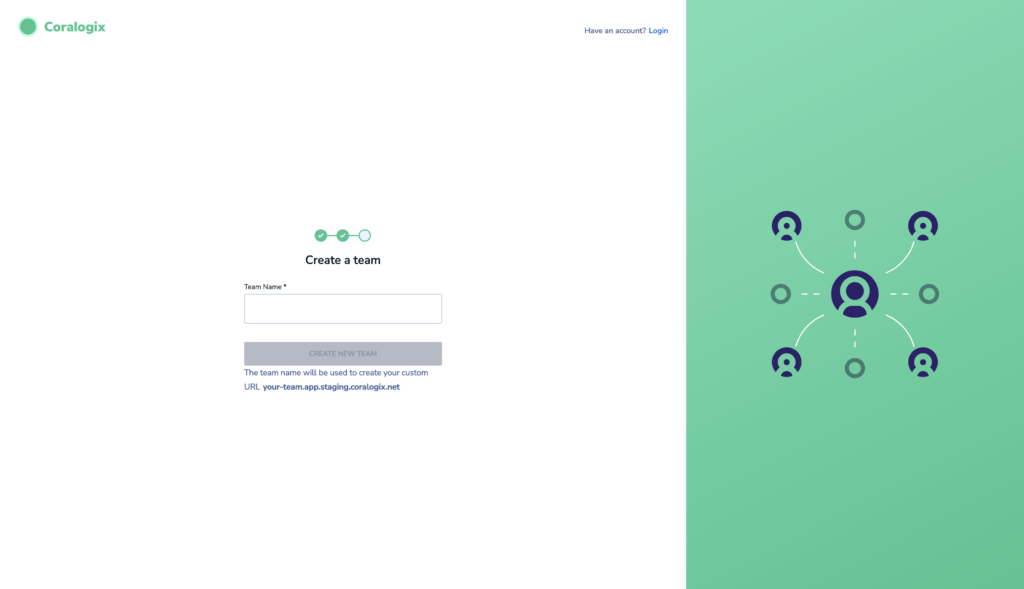 Coralogix
Have an account? Login
Create a team
Team Name *
CREATE NEW TEAM
The team name will be used to create your custom
URL your-team.app.staging.coralogix.net